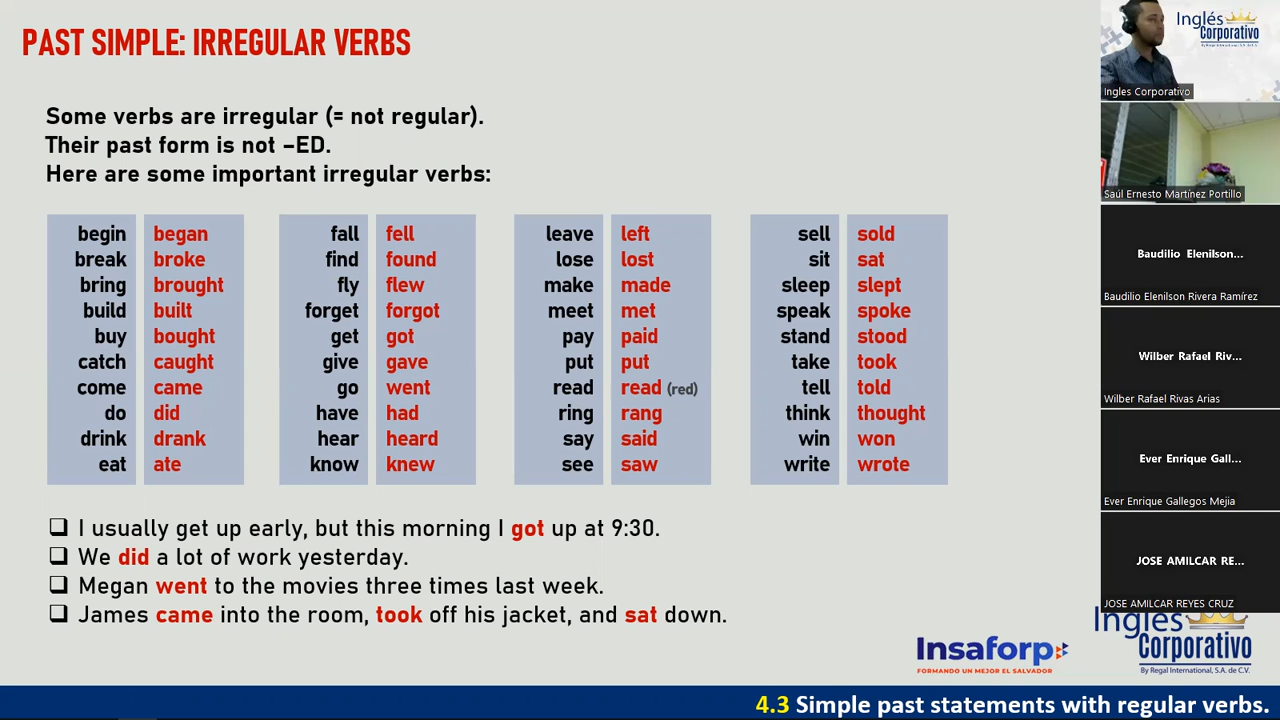 PAST SIMPLE: IRREGULAR VERBS
Some verbs are irregular (= not regular).
Their past form is not –ED.
Here are some important irregular verbs:
begin began
break broke
bring brought
build built
buy bought
catch caught
come came
do did
drink drank
eat ate
fall fell
find found
fly flew
forget forgot
get got
give gave
go went
have had
hear heard
know knew
leave left
lose lost
make made
meet met
pay paid
put put
read read (red)
ring rang
say said
see saw
sell sold
sit sat
sleep slept
speak spoke
stand stood
take took
tell told
think thought
win won
write wrote
I usually get up early, but this morning I got up at 9:30.
We did a lot of work yesterday.
Megan went to the movies three times last week.
James came into the room, took off his jacket, and sat down.
Insaforp
FORMANDO UN MEJOR EL SALVADOR
Inglés
Corporativo
By Regal International, S.A. de C.V.
4.3 Simple past statements with regular verbs.
Inglés
Corporativo
By Regal International, S.A. de C.V.
Ingles Corporativo
Saúl Ernesto Martínez Portillo
Baudilio Elenilson...
Baudilio Elenilson Rivera Ramírez
Wilber Rafael Riv...
Wilber Rafael Rivas Arias
Ever Enrique Gall...
Ever Enrique Gallegos Mejia
JOSE AMILCAR RE...
JOSE AMILCAR REYES CRUZ